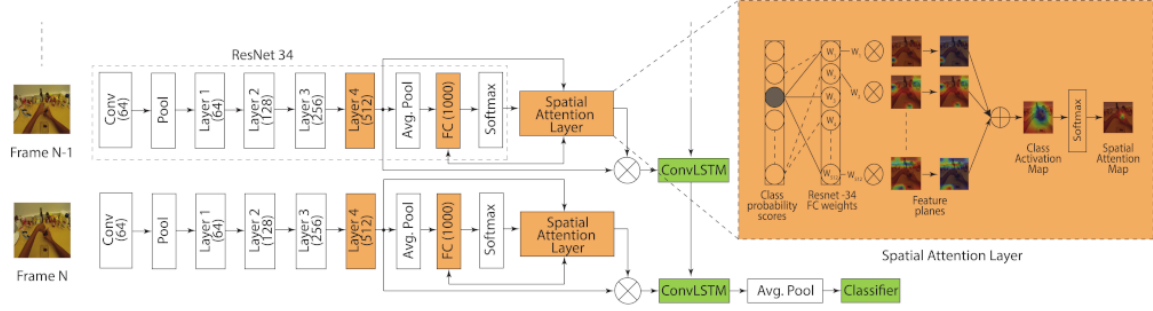 ResNet 34
Frame N-1
Conv
(64)
Pool
Layer 1
(64)
Layer 2
(128)
Layer 3
(256)
Layer 4
(512)
Avg. Pool
FC (1000)
Softmax
Spatial
Attention
Layer
ConvLSTM
Frame N
Conv
(64)
Pool
Layer 1
(64)
Layer 2
(128)
Layer 3
(256)
Layer 4
(512)
Avg. Pool
FC (1000)
Softmax
Spatial
Attention
Layer
ConvLSTM
Avg. Pool
Classifier
W1
W1
Class
probability
scores
Resnet -34
FC weights
Feature
planes
Class
Activation
Map
Softmax
Spatial
Attention
Map
Spatial Attention Layer